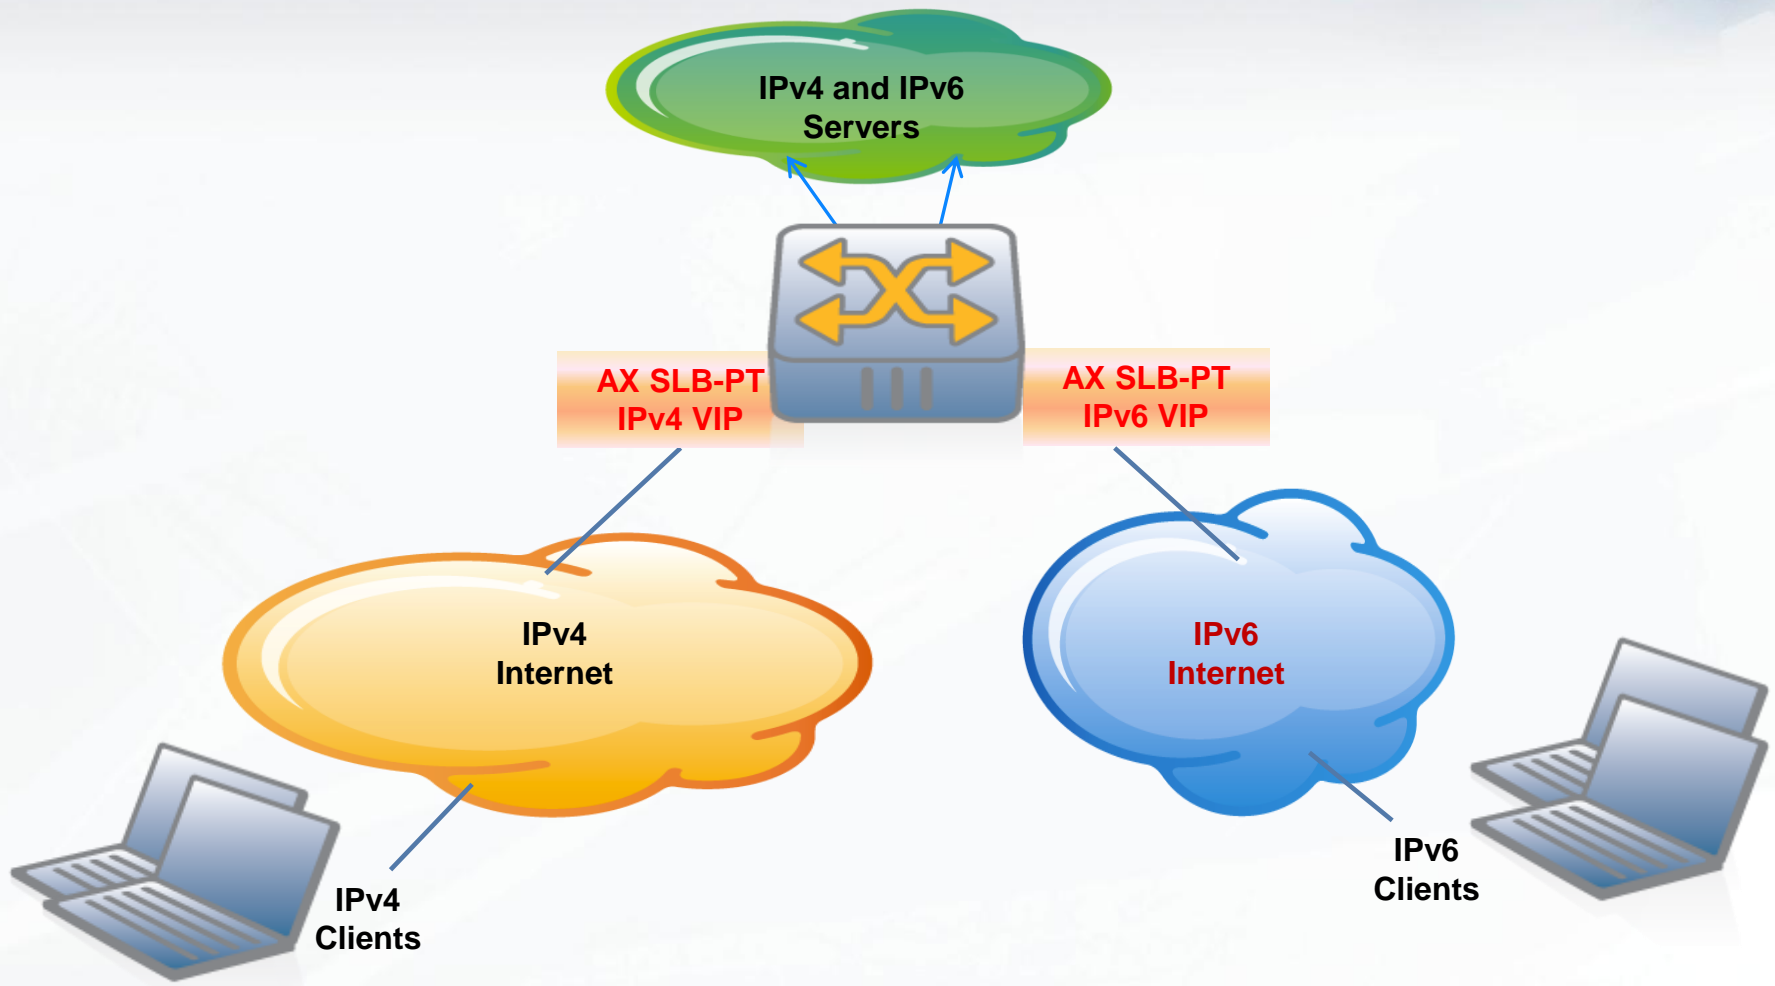 IPv4 and IPv6
Servers
AX SLB-PT
IPv4 VIP
AX SLB-PT
IPv6 VIP
IPv4
Internet
IPv6
Internet
IPv4
Clients
IPv6
Clients